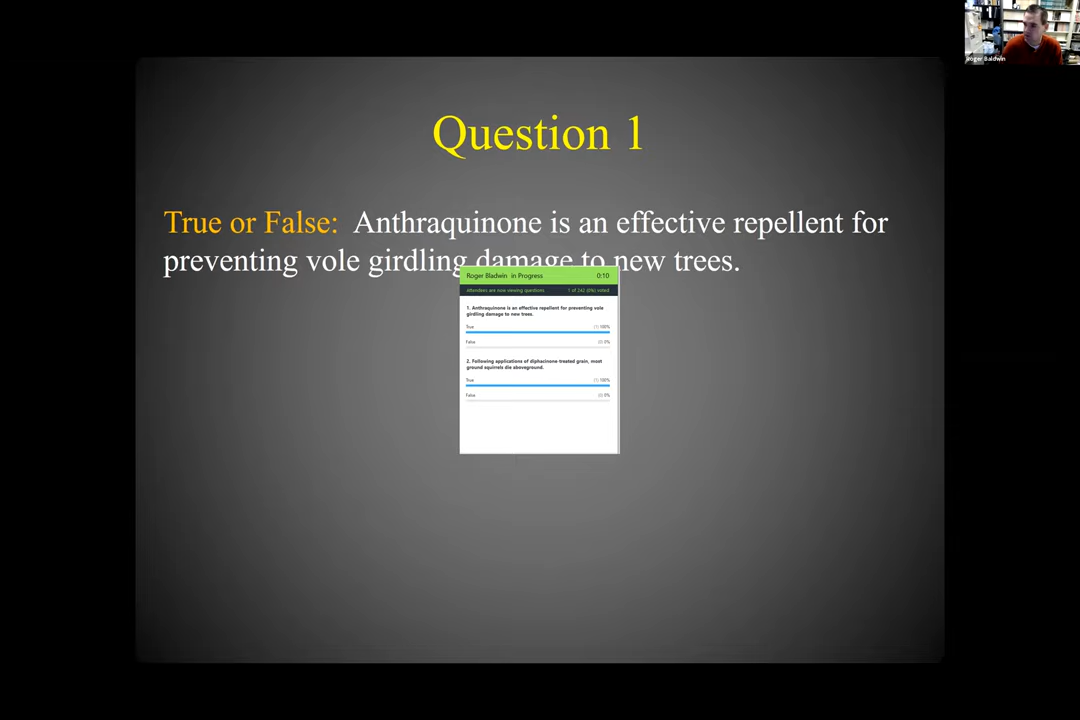 Roger Baldwin
Question 1
True or False: Anthraquinone is an effective repellent for
preventing vole girdling damage to new trees.
Roger Bladwin in Progress 0:10
Attendees are now viewing questions 1 of 242 (0%) voted
1. Anthraquinone is an effective repellent for preventing vole
girdling damage to new trees.
True (1) 100%
False (0) 0%
2. Following applications of diphacinone treated grain, most
ground squirrels die aboveground.
True (1) 100%
False (0) 0%